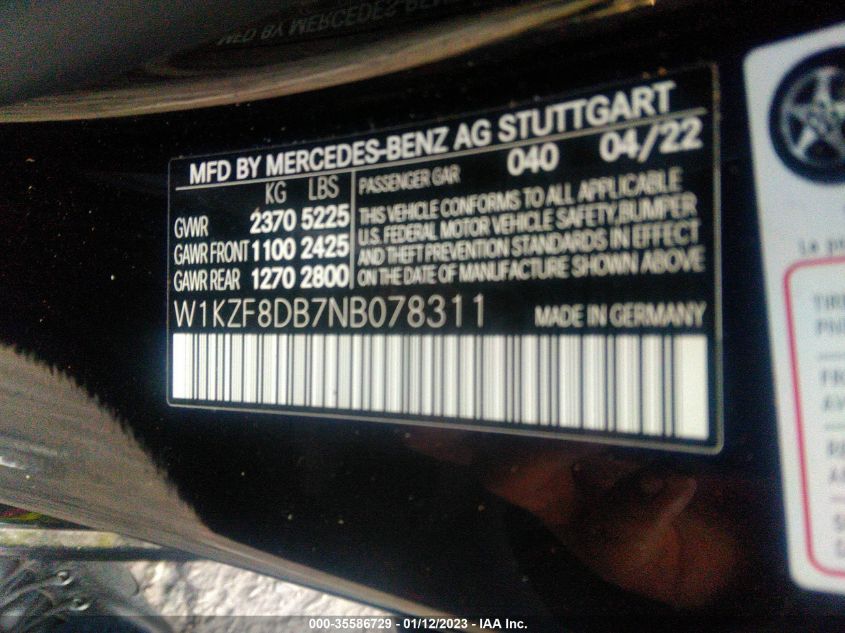 MFD BY MERCEDES-BENZ AG STUTTGART
KG LBS
GVWR 2370 5225
GAWR FRONT 1100 2425
GAWR REAR 1270 2800
PASSENGER CAR 040 04/22
THIS VEHICLE CONFORMS TO ALL APPLICABLE
U.S. FEDERAL MOTOR VEHICLE SAFETY, BUMPER
AND THEFT PREVENTION STANDARDS IN EFFECT
ON THE DATE OF MANUFACTURE SHOWN ABOVE
W1KZF8DB7NB078311 MADE IN GERMANY
000-35586729 - 01/12/2023 - IAA Inc.